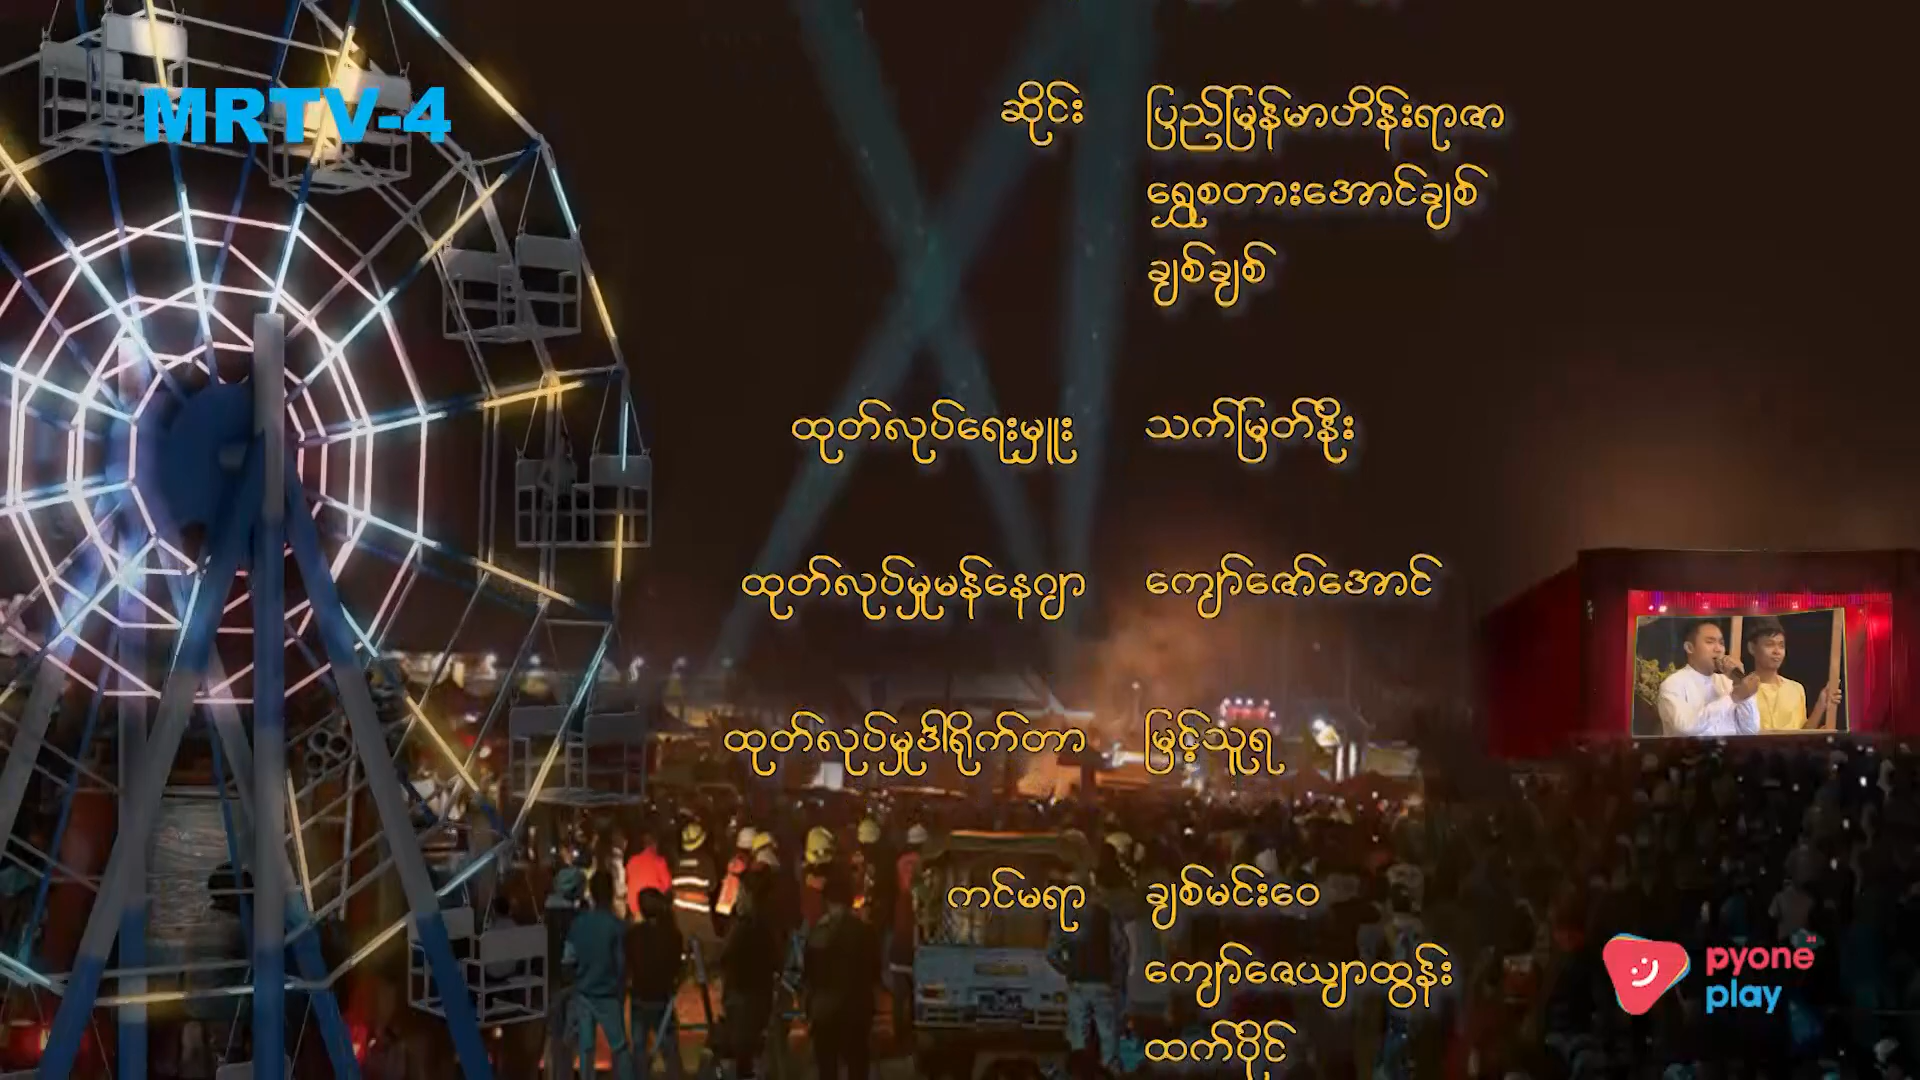 MRTV-4
ဆိုင်း ပြည်မြန်မာဟိန်းရာဇာ
ရွှေစတားအောင်ချစ်
ချစ်ချစ်
ထုတ်လုပ်ရေးမှူး သက်မြတ်နိုး
ထုတ်လုပ်မှုမန်နေဂျာ ကျော်ဇော်အောင်
ထုတ်လုပ်မှုဒါရိုက်တာ မြင့်သူရ
ကင်မရာ ချစ်မင်းဝေ
ကျော်ဇေယျာထွန်း
ထက်ပိုင်
pyone
play